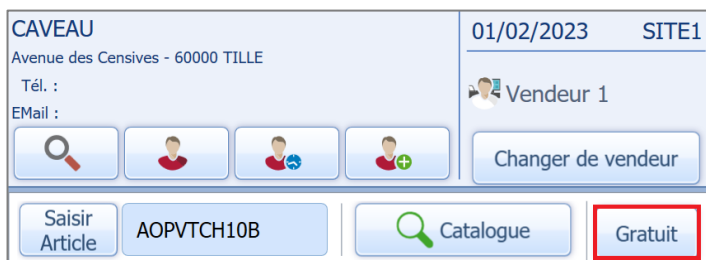 CAVEAU
Avenue des Censives - 60000 TILLE
Tél. :
EMail :
01/02/2023 SITE1
Vendeur 1
Changer de vendeur
Saisir
Article
AOPVTCH10B
Catalogue
Gratuit